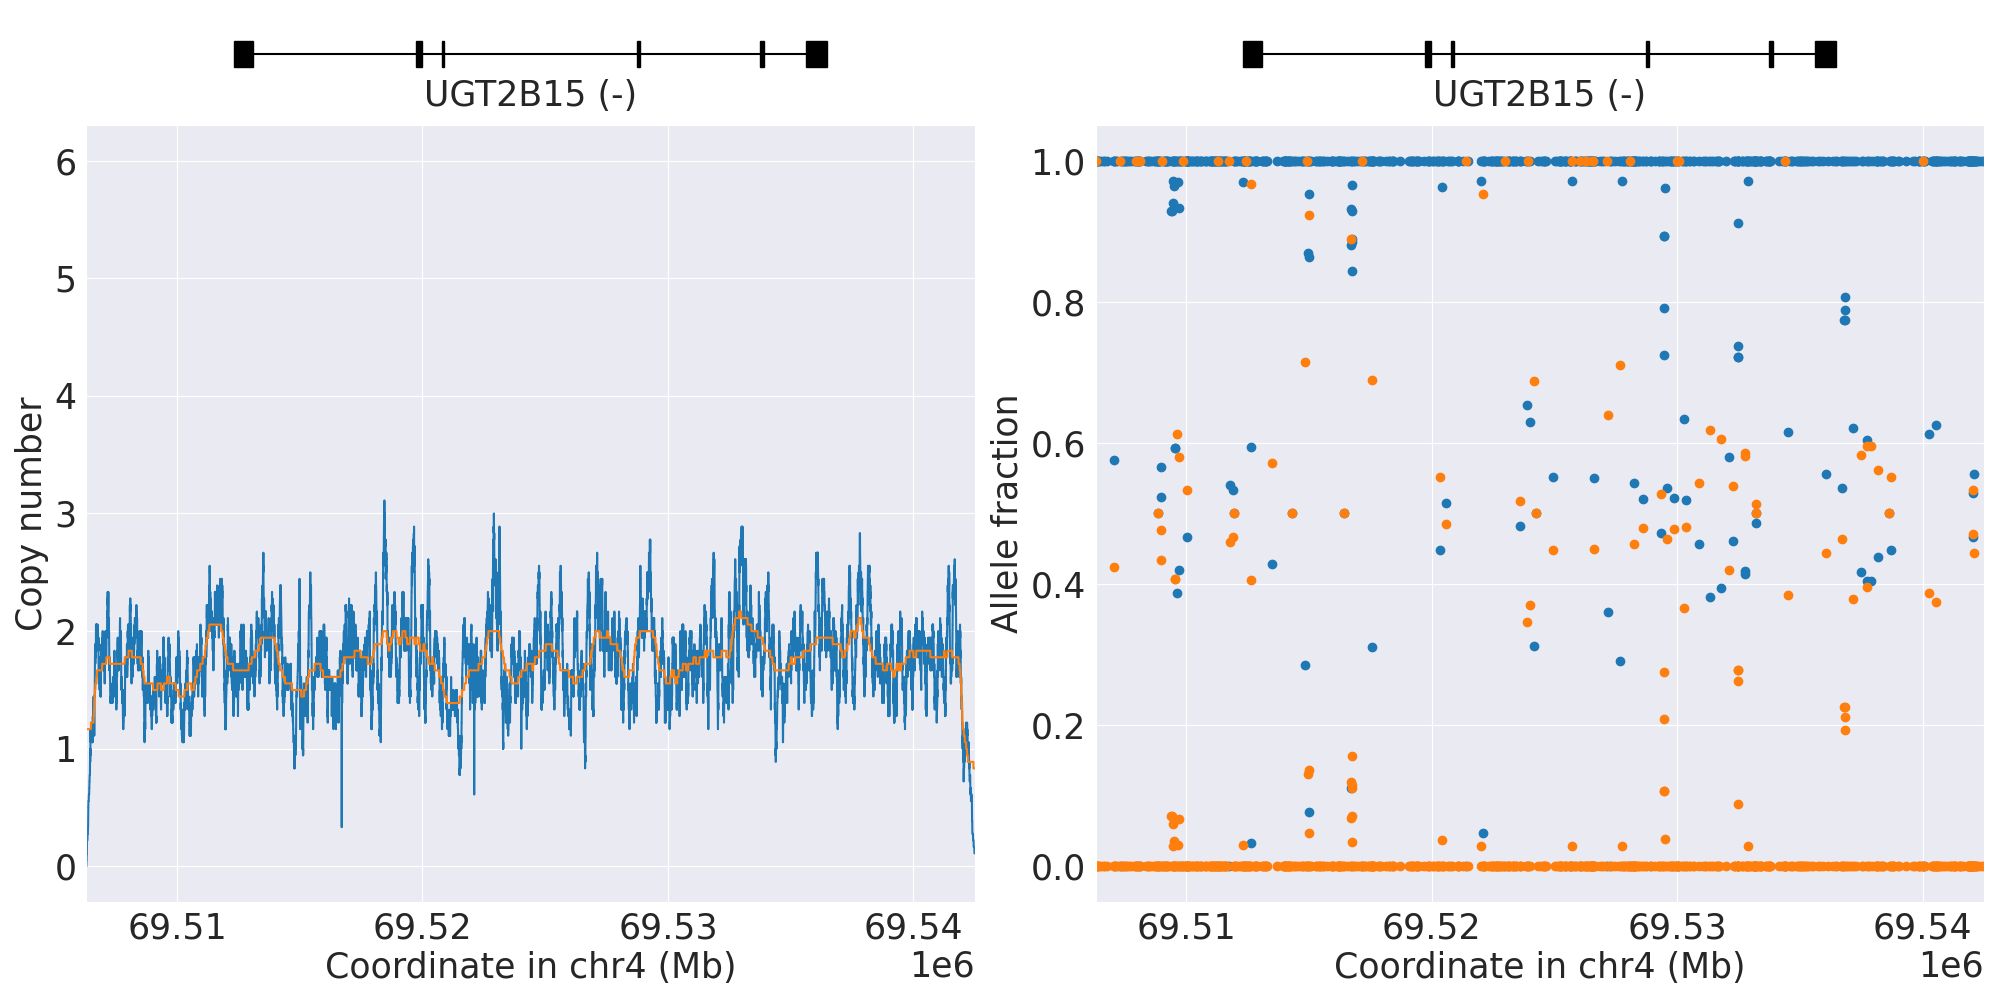 UGT2B15 (-)
6
5
4
3
2
1
0
Copy number
69.51 69.52 69.53 69.54
Coordinate in chr4 (Mb)
1e6
UGT2B15 (-)
1.0
0.8
0.6
0.4
0.2
0.0
Allele fraction
69.51 69.52 69.53 69.54
Coordinate in chr4 (Mb)
1e6